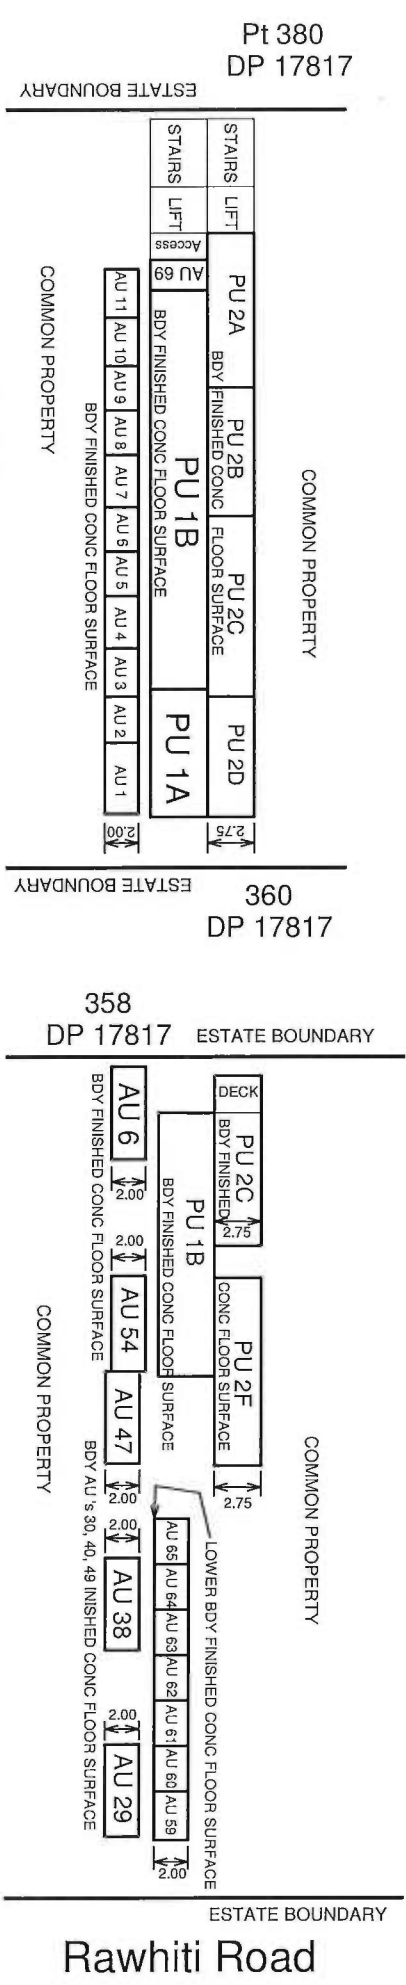 Pt 380
DP 17817
ESTATE BOUNDARY
STAIRS
STAIRS
LIFT
LIFT
Access
AU 69
COMMON PROPERTY
AU 11
AU 10
AU 9
AU 8
AU 7
AU 6
AU 5
AU 4
AU 3
AU 2
AU 1
BDY FINISHED CONC FLOOR SURFACE
PU 1B
BDY FINISHED CONC FLOOR SURFACE
PU 1A
PU 2A
PU 2B
PU 2C
PU 2D
BDY FINISHED CONC FLOOR SURFACE
COMMON PROPERTY
2.00
2.75
ESTATE BOUNDARY
360
DP 17817
358
DP 17817
ESTATE BOUNDARY
AU 6
BDY FINISHED CONC FLOOR SURFACE
2.00
2.00
AU 54
AU 47
2.00
2.00
AU 38
2.00
AU 29
COMMON PROPERTY
BDY AU 's 30, 40, 49 INISHED CONC FLOOR SURFACE
PU 1B
BDY FINISHED CONC FLOOR SURFACE
DECK
PU 2C
BDY FINISHED
2.75
PU 2F
CONC FLOOR SURFACE
2.75
COMMON PROPERTY
AU 65
AU 64
AU 63
AU 62
AU 61
AU 60
AU 59
2.00
LOWER BDY FINISHED CONC FLOOR SURFACE
ESTATE BOUNDARY
Rawhiti Road